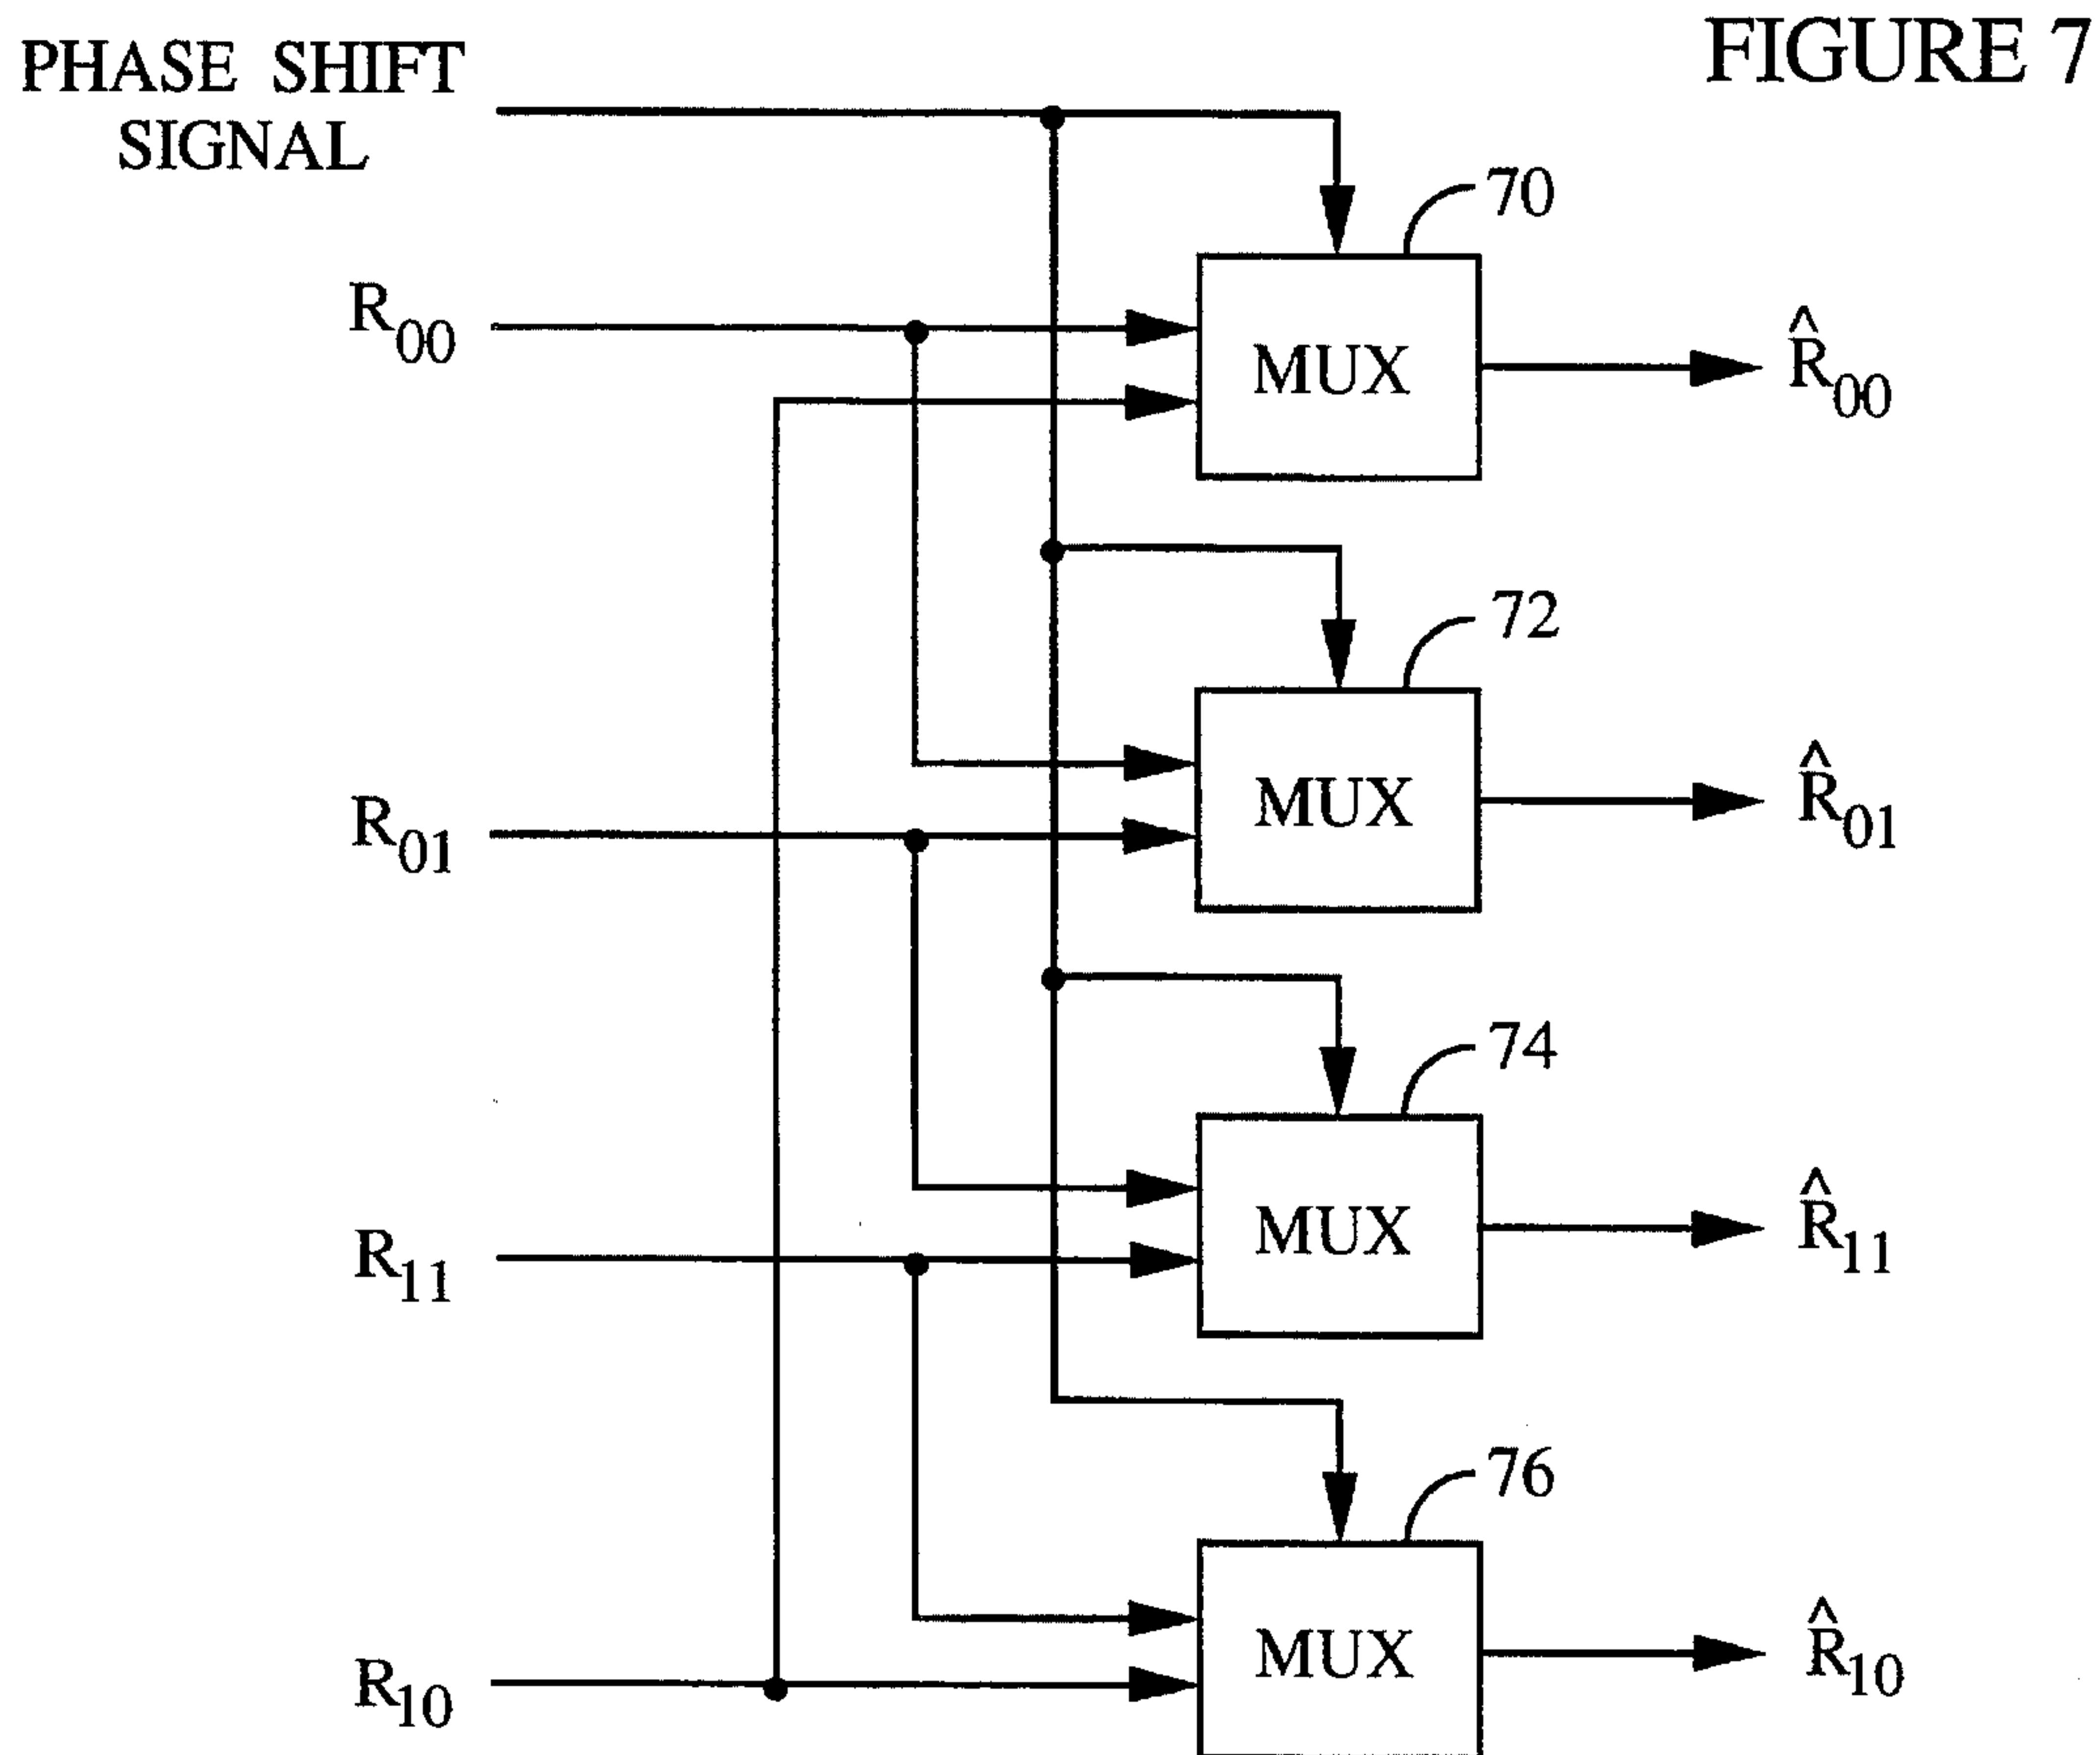 FIGURE 7
PHASE SHIFT
SIGNAL
70
R00
MUX
R̂00
72
R01
MUX
R̂01
74
R11
MUX
R̂11
76
R10
MUX
R̂10